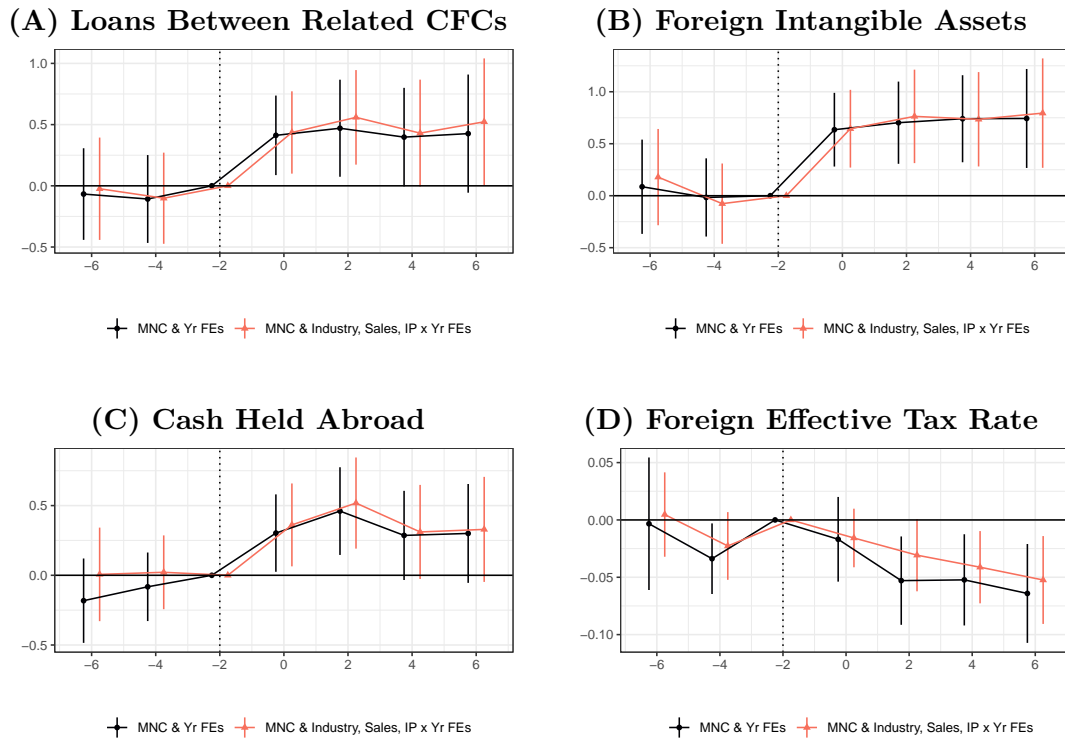 (A) Loans Between Related CFCs
1.0
0.5
0.0
−0.5
−6 −4 −2 0 2 4 6
MNC & Yr FEs MNC & Industry, Sales, IP x Yr FEs
(B) Foreign Intangible Assets
1.0
0.5
0.0
−0.5
−6 −4 −2 0 2 4 6
MNC & Yr FEs MNC & Industry, Sales, IP x Yr FEs
(C) Cash Held Abroad
0.5
0.0
−0.5
−6 −4 −2 0 2 4 6
MNC & Yr FEs MNC & Industry, Sales, IP x Yr FEs
(D) Foreign Effective Tax Rate
0.05
0.00
−0.05
−0.10
−6 −4 −2 0 2 4 6
MNC & Yr FEs MNC & Industry, Sales, IP x Yr FEs